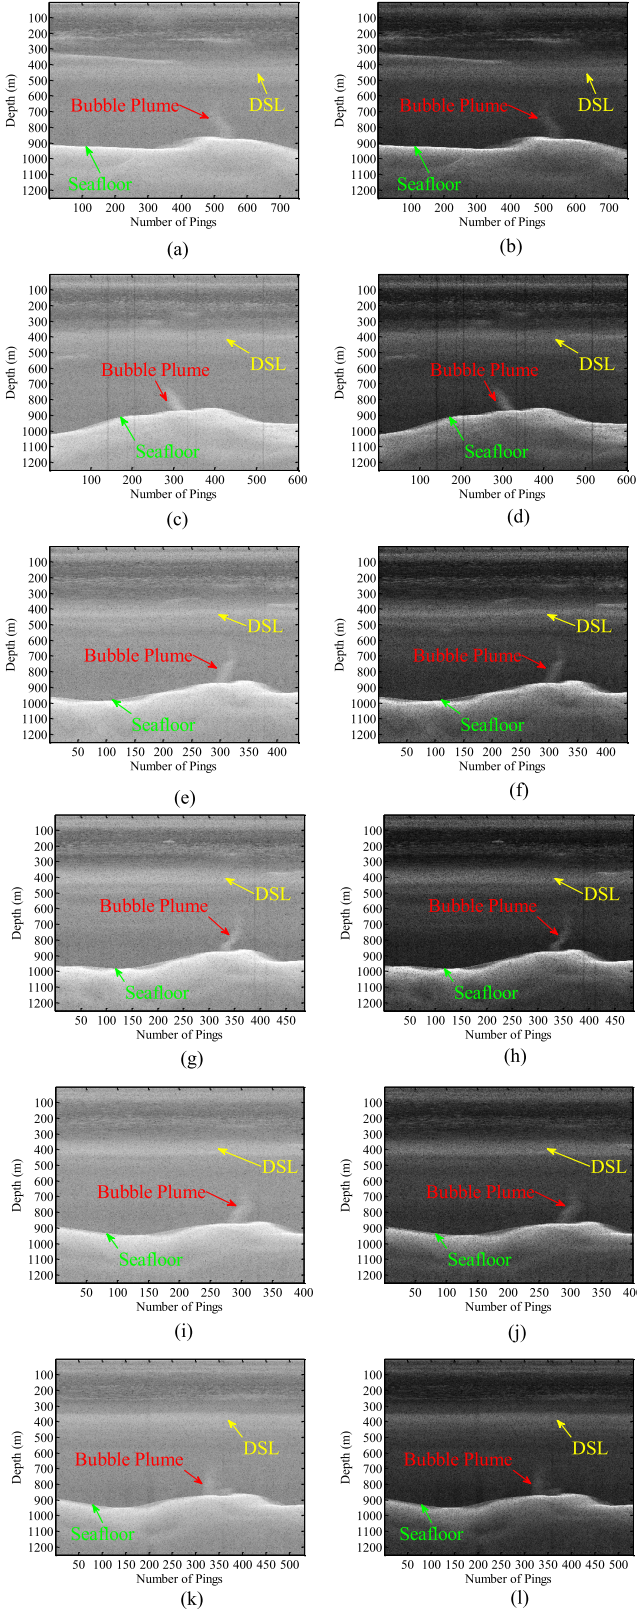 100
200
300
400
500
600
700
800
900
1000
1100
1200
Depth (m)
Bubble Plume
DSL
Seafloor
100 200 300 400 500 600 700
Number of Pings
(a)
100
200
300
400
500
600
700
800
900
1000
1100
1200
Depth (m)
Bubble Plume
DSL
Seafloor
100 200 300 400 500 600 700
Number of Pings
(b)
100
200
300
400
500
600
700
800
900
1000
1100
1200
Depth (m)
DSL
Bubble Plume
Seafloor
100 200 300 400 500 600
Number of Pings
(c)
100
200
300
400
500
600
700
800
900
1000
1100
1200
Depth (m)
DSL
Bubble Plume
Seafloor
100 200 300 400 500 600
Number of Pings
(d)
100
200
300
400
500
600
700
800
900
1000
1100
1200
Depth (m)
DSL
Bubble Plume
Seafloor
50 100 150 200 250 300 350 400
Number of Pings
(e)
100
200
300
400
500
600
700
800
900
1000
1100
1200
Depth (m)
DSL
Bubble Plume
Seafloor
50 100 150 200 250 300 350 400
Number of Pings
(f)
100
200
300
400
500
600
700
800
900
1000
1100
1200
Depth (m)
DSL
Bubble Plume
Seafloor
50 100 150 200 250 300 350 400 450
Number of Pings
(g)
100
200
300
400
500
600
700
800
900
1000
1100
1200
Depth (m)
DSL
Bubble Plume
Seafloor
50 100 150 200 250 300 350 400 450
Number of Pings
(h)
100
200
300
400
500
600
700
800
900
1000
1100
1200
Depth (m)
DSL
Bubble Plume
Seafloor
50 100 150 200 250 300 350 400
Number of Pings
(i)
100
200
300
400
500
600
700
800
900
1000
1100
1200
Depth (m)
DSL
Bubble Plume
Seafloor
50 100 150 200 250 300 350 400
Number of Pings
(j)
100
200
300
400
500
600
700
800
900
1000
1100
1200
Depth (m)
DSL
Bubble Plume
Seafloor
50 100 150 200 250 300 350 400 450 500
Number of Pings
(k)
100
200
300
400
500
600
700
800
900
1000
1100
1200
Depth (m)
DSL
Bubble Plume
Seafloor
50 100 150 200 250 300 350 400 450 500
Number of Pings
(l)